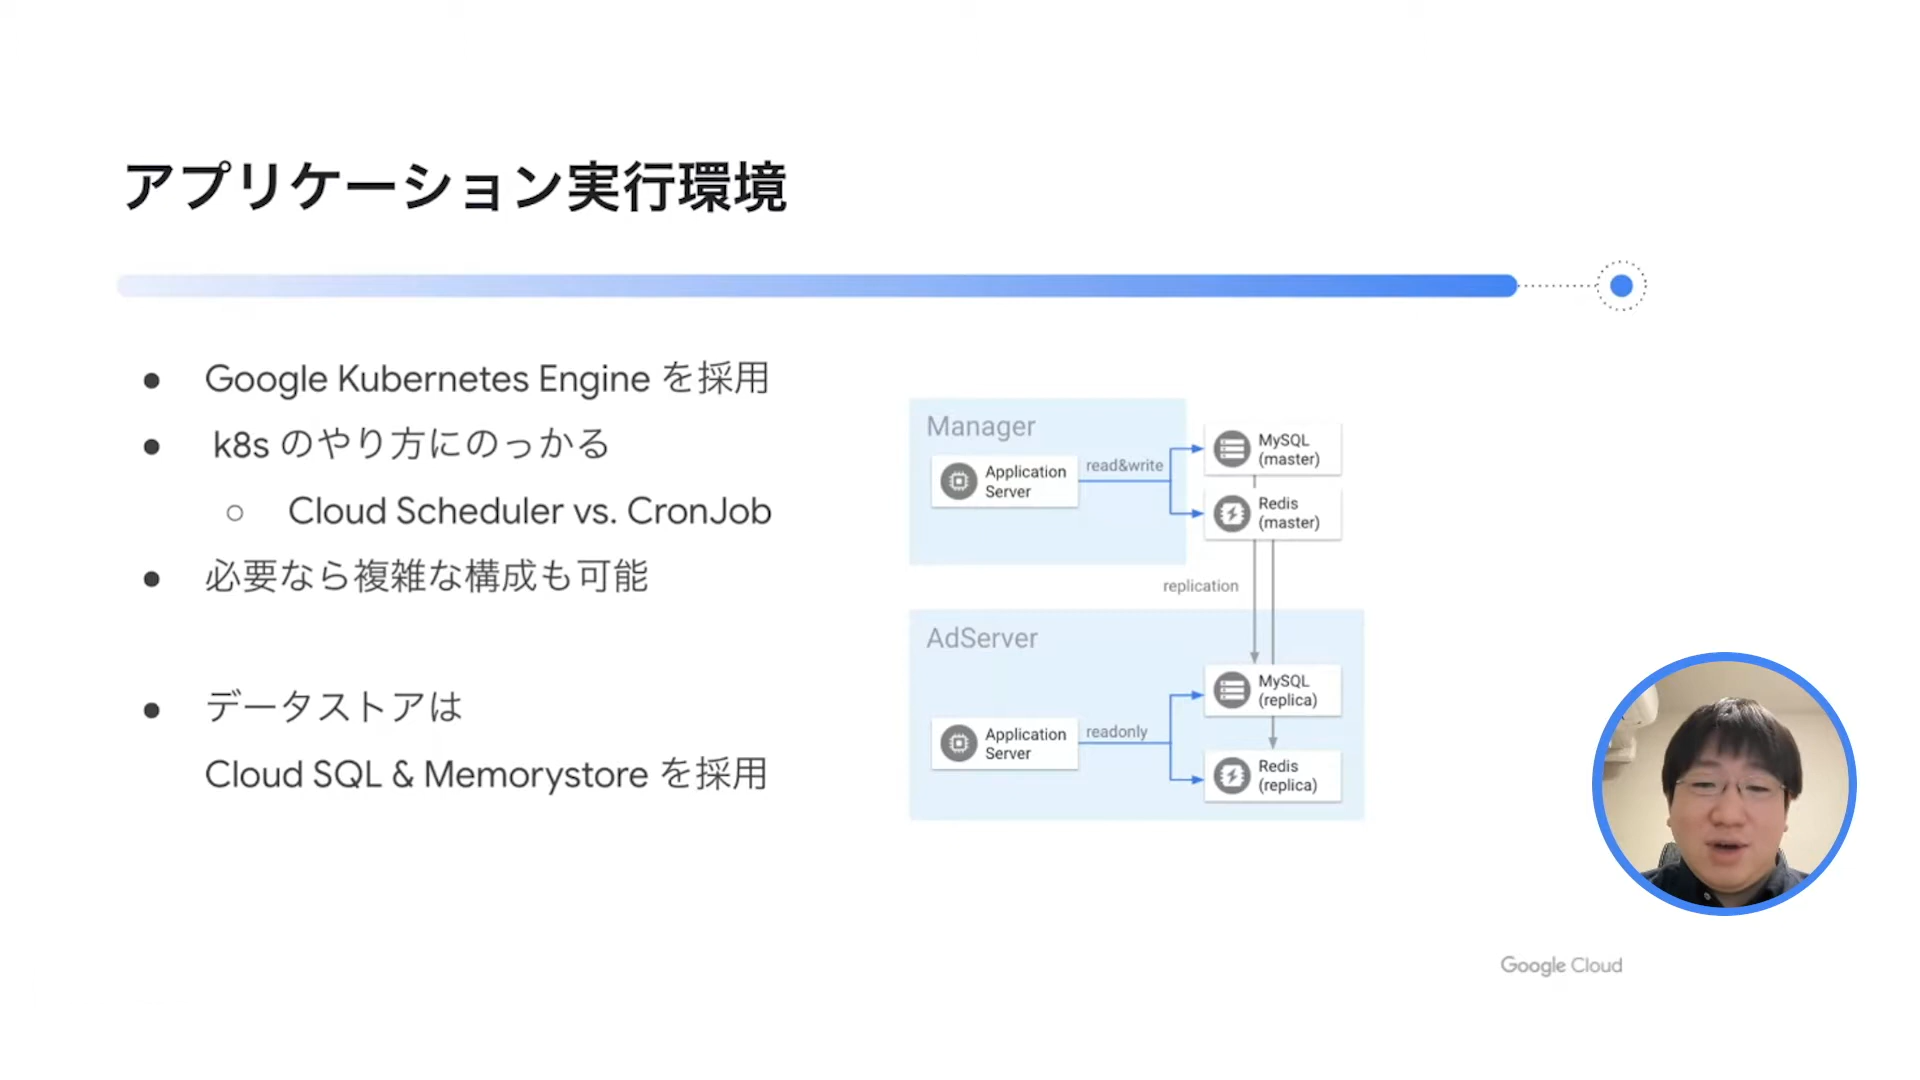 アプリケーション実行環境
● Google Kubernetes Engine を採用
● k8s のやり方にのっかる
○ Cloud Scheduler vs. CronJob
● 必要なら複雑な構成も可能
● データストアは
Cloud SQL & Memorystore を採用
Manager
Application
Server
read&write
MySQL
(master)
Redis
(master)
replication
AdServer
Application
Server
readonly
MySQL
(replica)
Redis
(replica)
Google Cloud